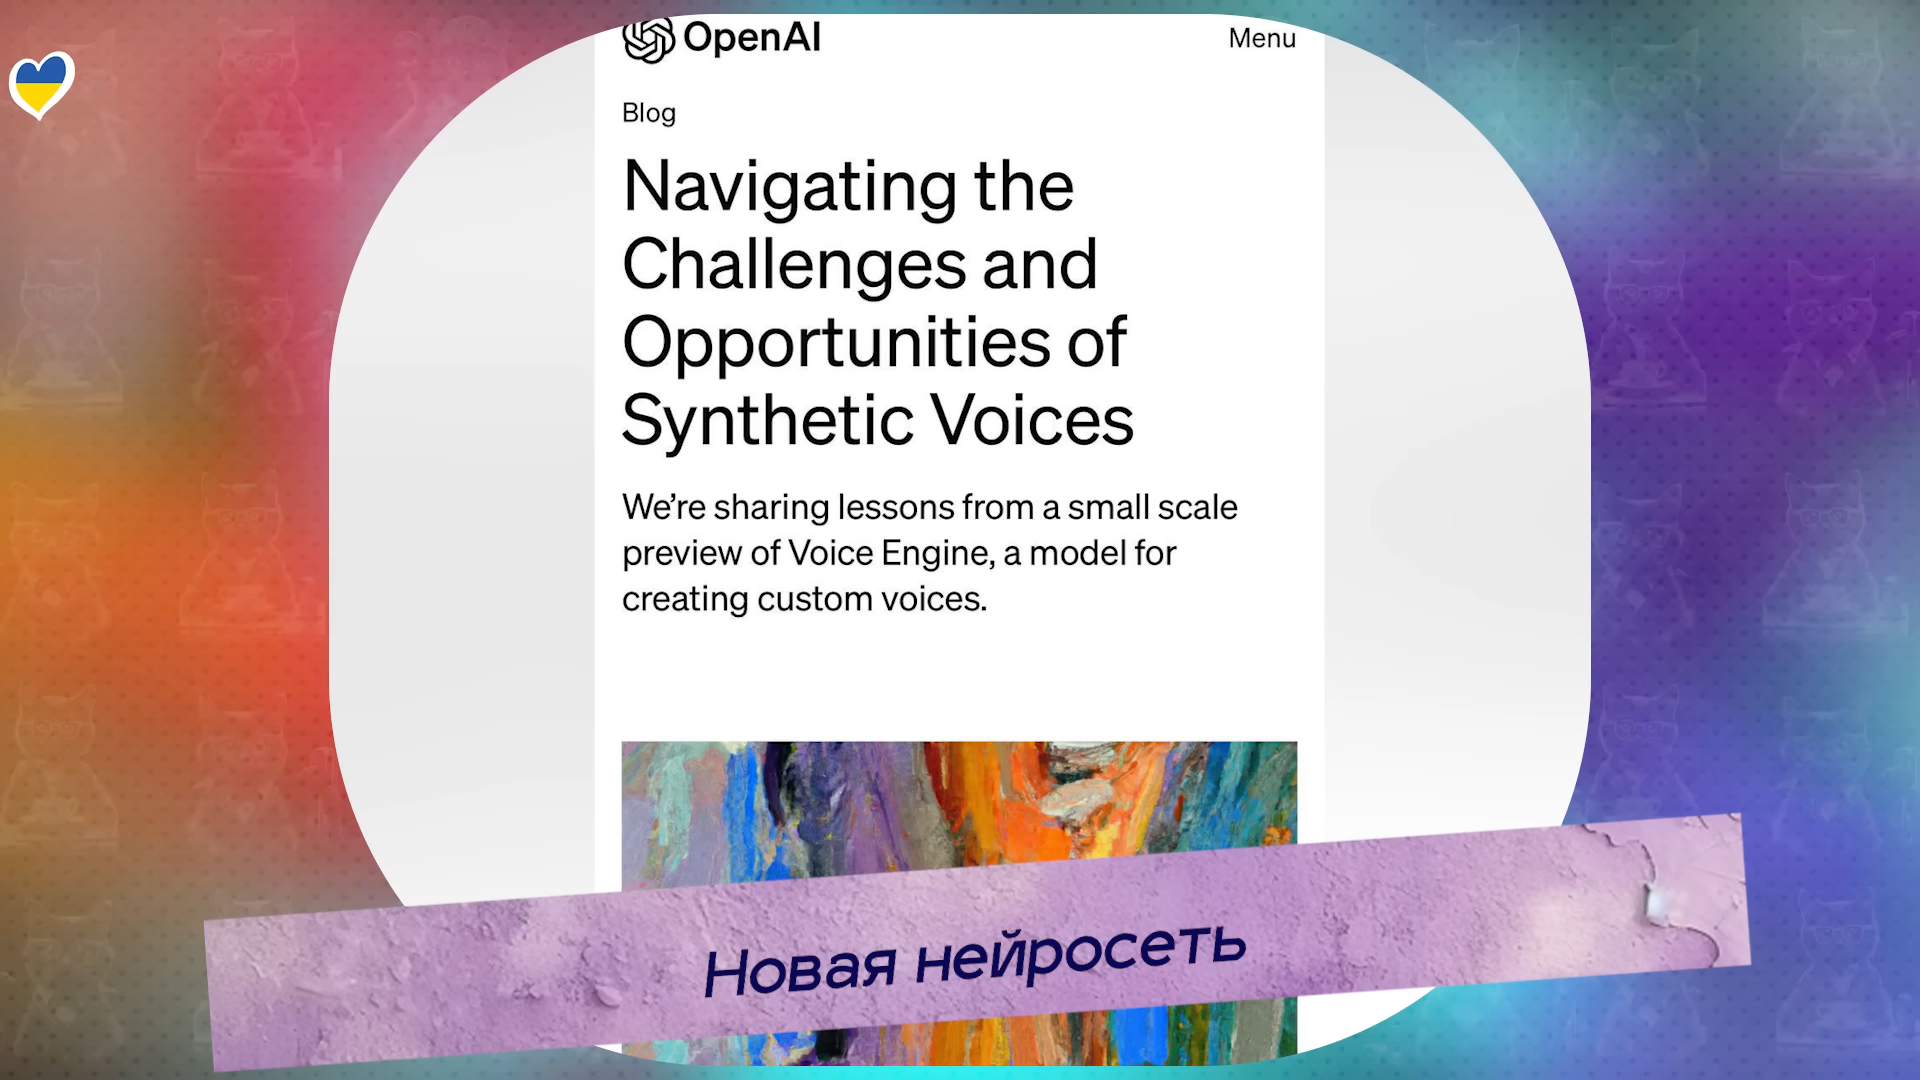 OpenAI
Menu
Blog
Navigating the
Challenges and
Opportunities of
Synthetic Voices
We’re sharing lessons from a small scale
preview of Voice Engine, a model for
creating custom voices.
Новая нейросеть